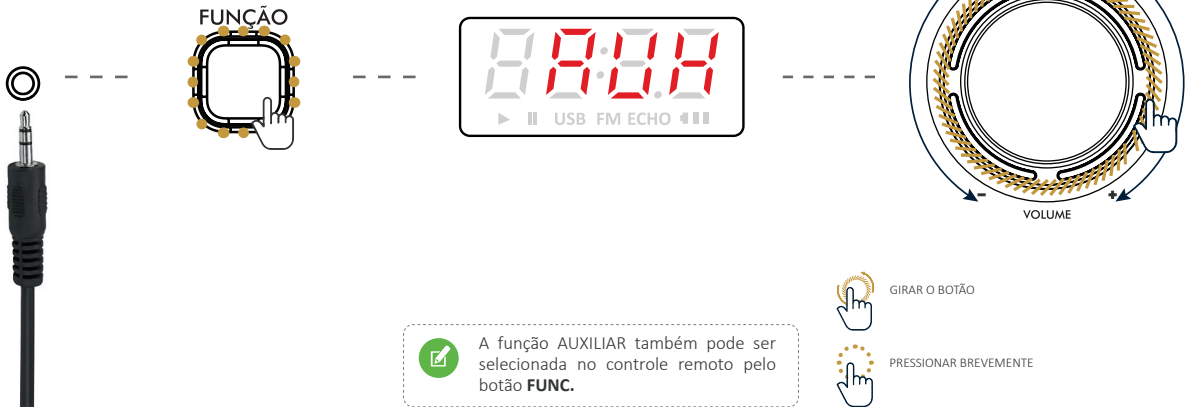 FUNÇÃO
AUX
USB FM ECHO
- +
VOLUME
GIRAR O BOTÃO
A função AUXILIAR também pode ser
selecionada no controle remoto pelo
botão FUNC.
PRESSIONAR BREVEMENTE